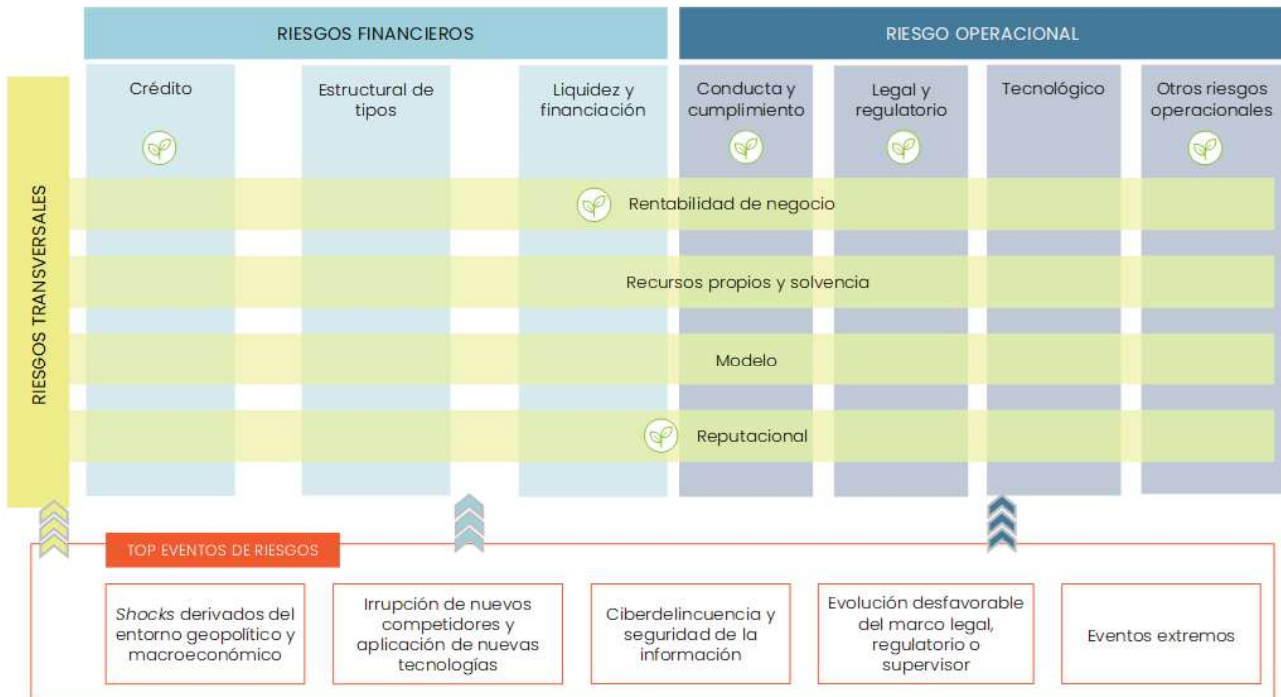 RIESGOS FINANCIEROS
RIESGO OPERACIONAL
Crédito
Estructural de
tipos
Liquidez y
financiación
Conducta y
cumplimiento
Legal y
regulatorio
Tecnológico
Otros riesgos
operacionales
RIESGOS TRANSVERSALES
Rentabilidad de negocio
Recursos propios y solvencia
Modelo
Reputacional
TOP EVENTOS DE RIESGOS
Shocks derivados del
entorno geopolítico y
macroeconómico
Irrupción de nuevos
competidores y
aplicación de nuevas
tecnologías
Ciberdelincuencia y
seguridad de la
información
Evolución desfavorable
del marco legal,
regulatorio o
supervisor
Eventos extremos